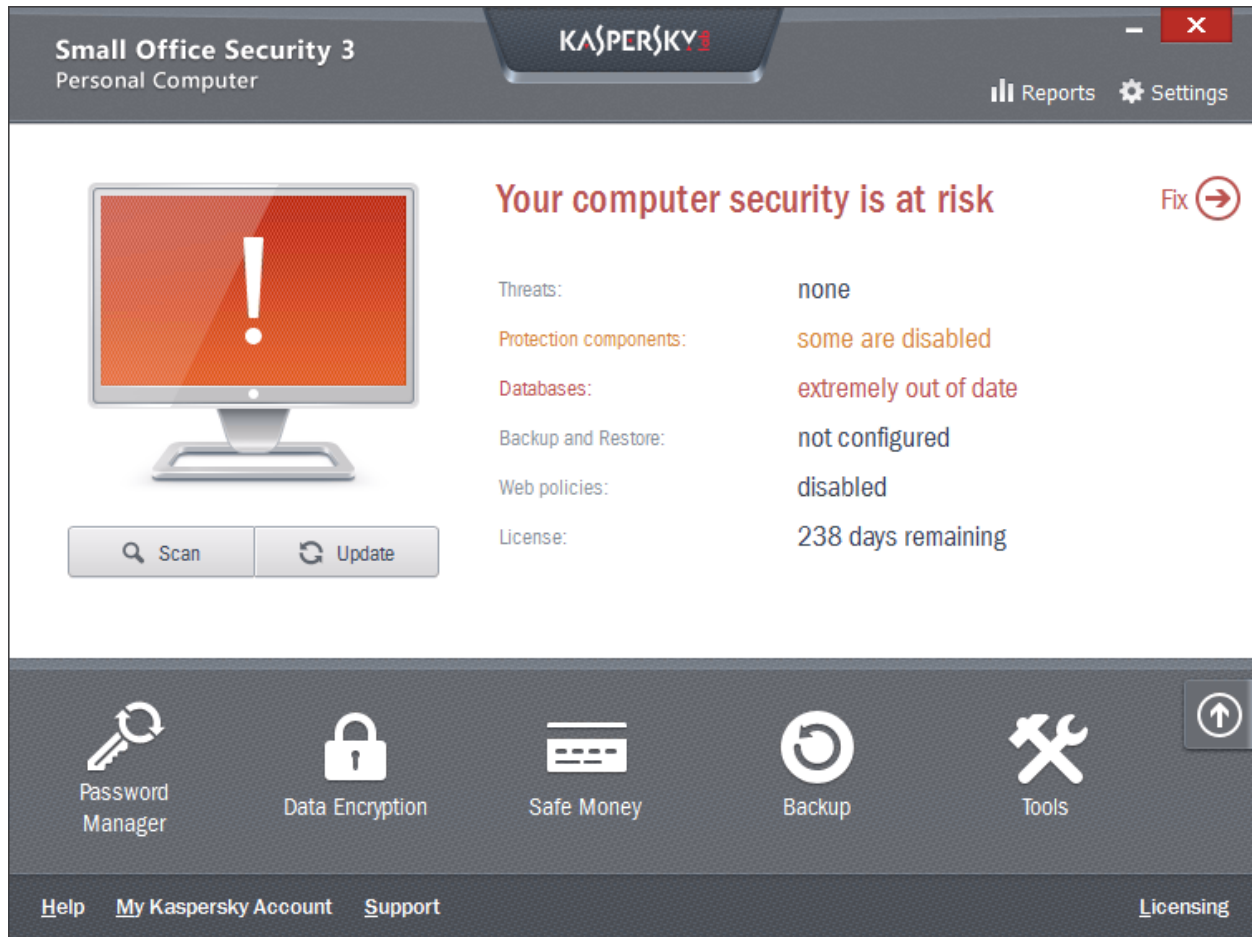 Small Office Security 3
Personal Computer
KASPERSKY lab
Reports Settings
Your computer security is at risk
Fix
Threats: none
Protection components: some are disabled
Databases: extremely out of date
Backup and Restore: not configured
Web policies: disabled
License: 238 days remaining
Scan Update
Password
Manager
Data Encryption
Safe Money
Backup
Tools
Help My Kaspersky Account Support Licensing